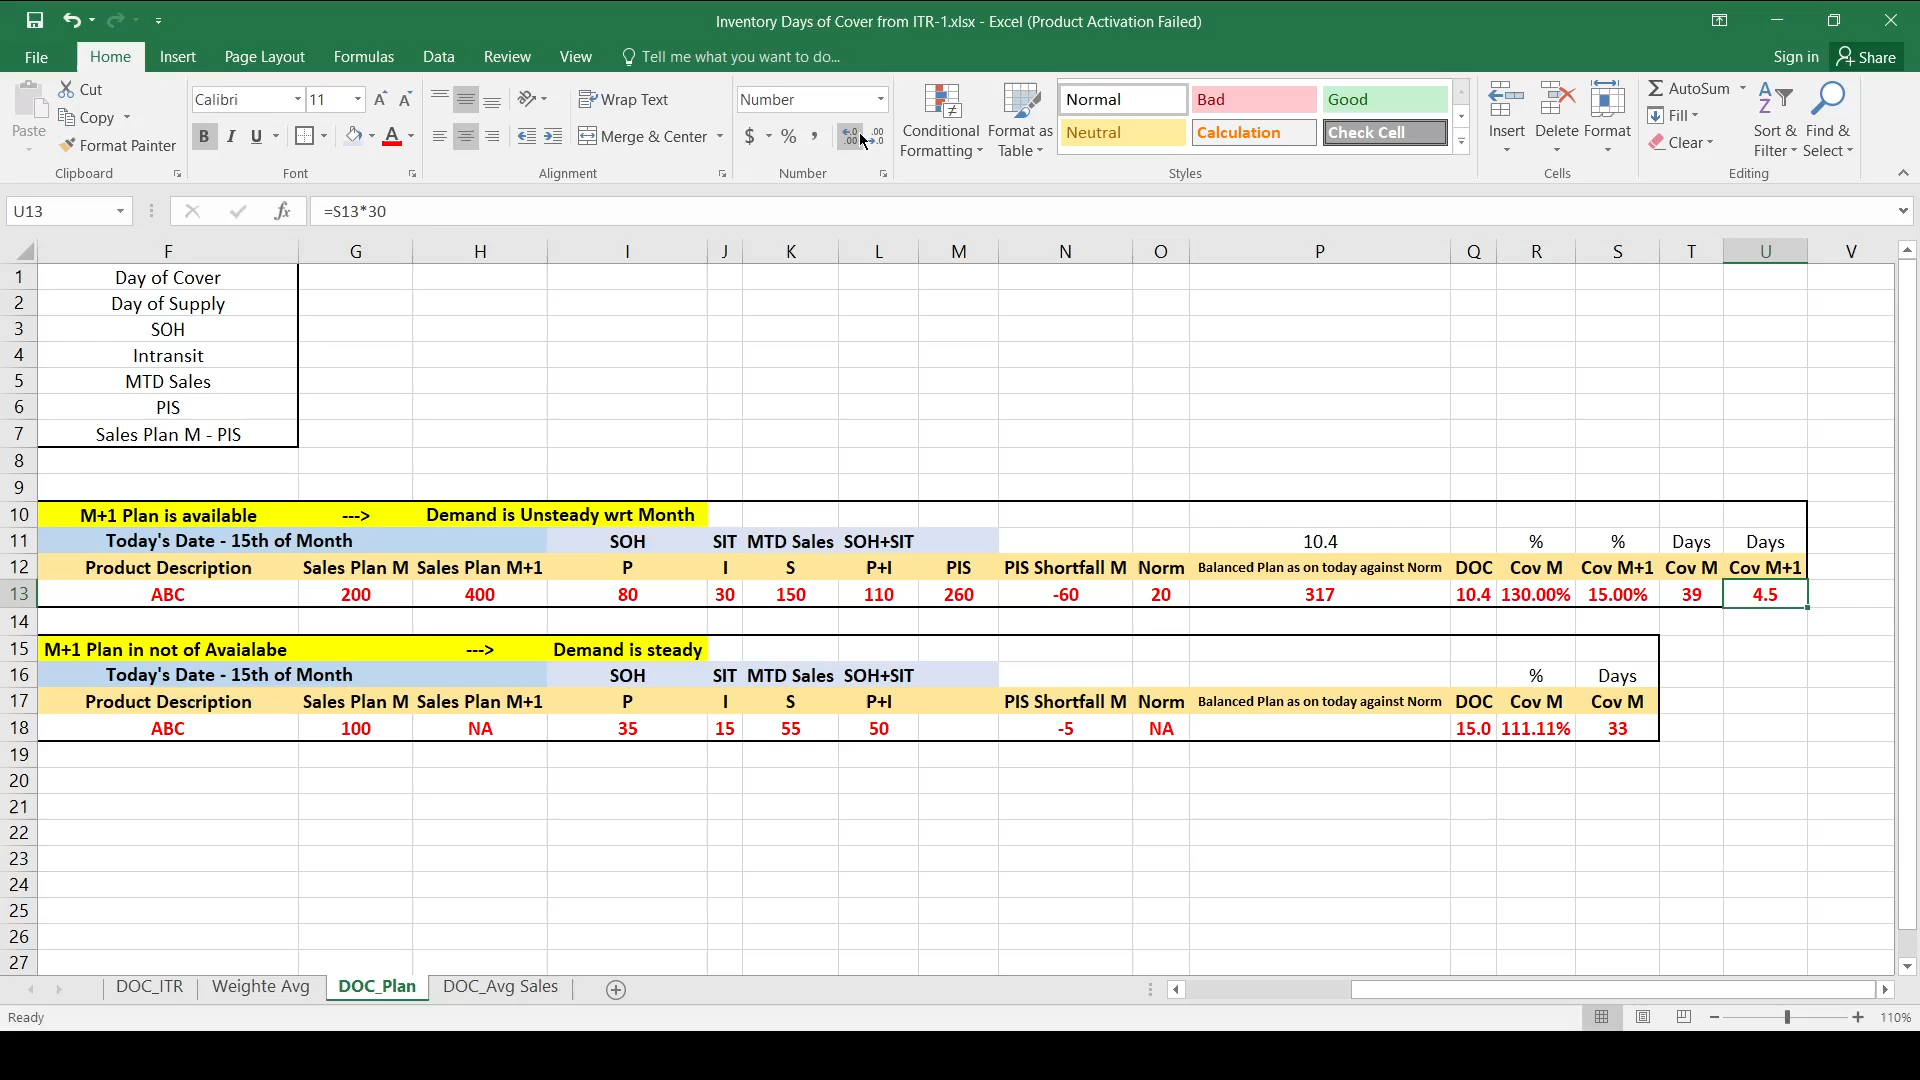 Inventory Days of Cover from ITR-1.xlsx - Excel (Product Activation Failed)
File Home Insert Page Layout Formulas Data Review View Tell me what you want to do... Sign in Share
Paste
Cut
Copy
Format Painter
Clipboard
Calibri 11
B I U
Font
Wrap Text
Merge & Center
Alignment
Number
$ % ,
Number
Conditional Formatting
Format as Table
Normal Bad Good
Neutral Calculation Check Cell
Styles
Insert Delete Format
Cells
AutoSum
Fill
Clear
Sort & Filter
Find & Select
Editing
U13 fx =S13*30
F G H I J K L M N O P Q R S T U V
1 Day of Cover
2 Day of Supply
3 SOH
4 Intransit
5 MTD Sales
6 PIS
7 Sales Plan M - PIS
8
9
10 M+1 Plan is available ---> Demand is Unsteady wrt Month
11 Today's Date - 15th of Month SOH SIT MTD Sales SOH+SIT 10.4 % % Days Days
12 Product Description Sales Plan M Sales Plan M+1 P I S P+I PIS PIS Shortfall M Norm Balanced Plan as on today against Norm DOC Cov M Cov M+1 Cov M Cov M+1
13 ABC 200 400 80 30 150 110 260 -60 20 317 10.4 130.00% 15.00% 39 4.5
14
15 M+1 Plan in not of Avaialabe ---> Demand is steady
16 Today's Date - 15th of Month SOH SIT MTD Sales SOH+SIT % Days
17 Product Description Sales Plan M Sales Plan M+1 P I S P+I PIS Shortfall M Norm Balanced Plan as on today against Norm DOC Cov M Cov M
18 ABC 100 NA 35 15 55 50 -5 NA 15.0 111.11% 33
19
20
21
22
23
24
25
26
27
DOC_ITR Weighte Avg DOC_Plan DOC_Avg Sales
Ready 110%